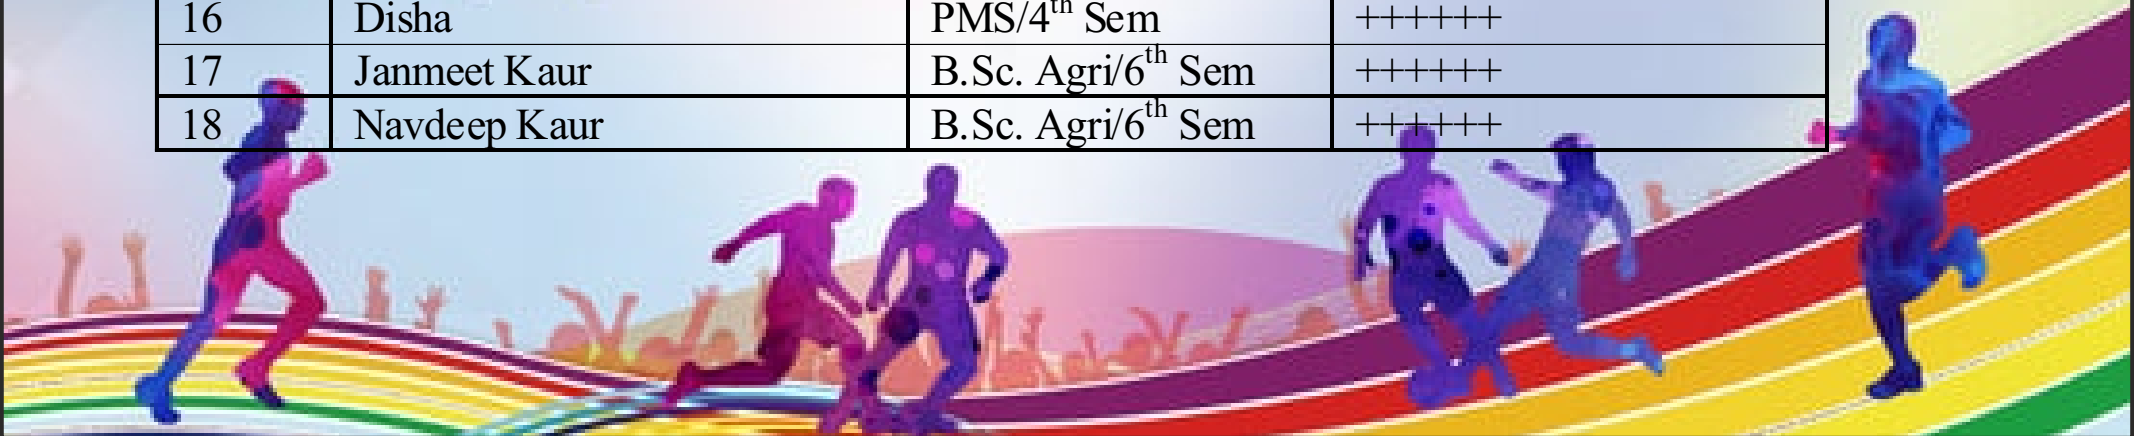 16 Disha PMS/4th Sem ++++++
17 Janmeet Kaur B.Sc. Agri/6th Sem ++++++
18 Navdeep Kaur B.Sc. Agri/6th Sem ++++++